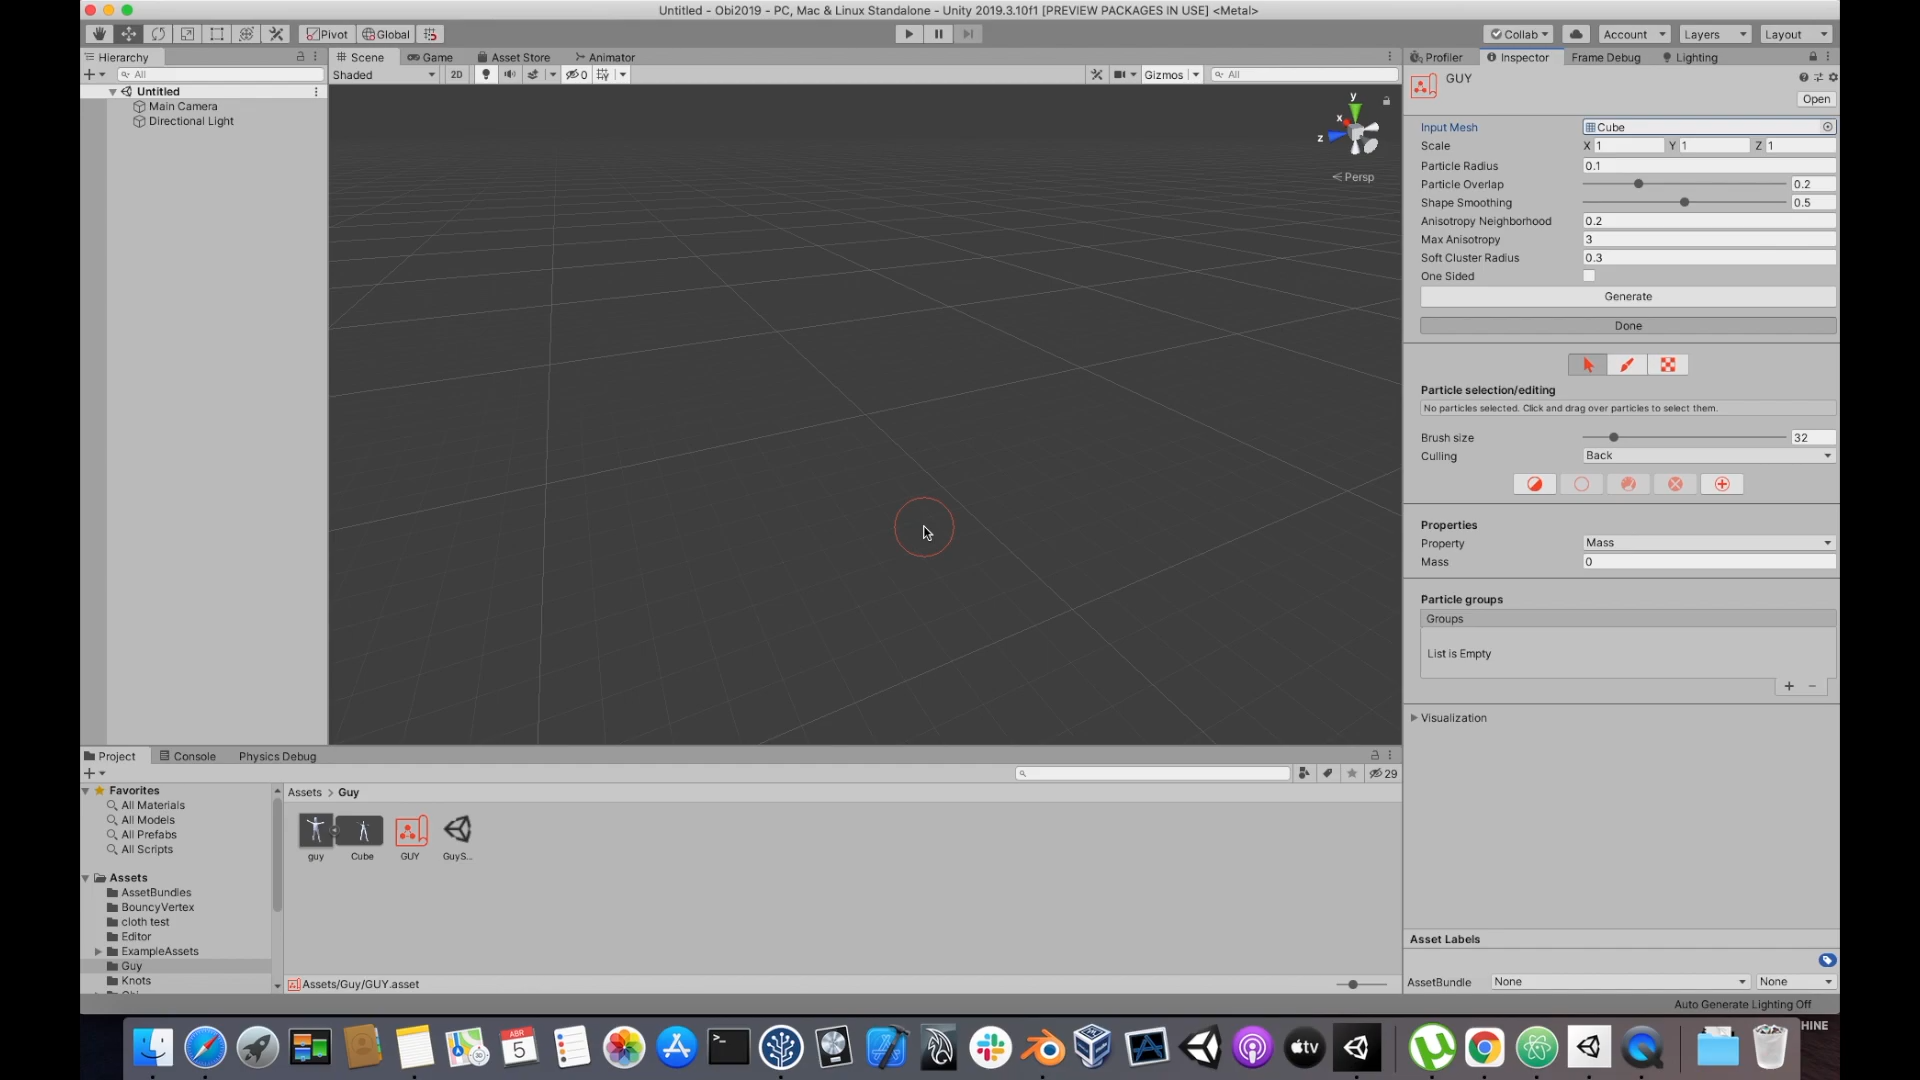 Untitled - Obi2019 - PC, Mac & Linux Standalone - Unity 2019.3.10f1 [PREVIEW PACKAGES IN USE] <Metal>
Pivot Global Collab Account Layers Layout
Hierarchy Scene Game Asset Store Animator Profiler Inspector Frame Debug Lighting
All Shaded 2D 0 Gizmos All
GUY
Open
Untitled
Main Camera
Directional Light
y
x
z
Persp
Input Mesh Cube
Scale X 1 Y 1 Z 1
Particle Radius 0.1
Particle Overlap 0.2
Shape Smoothing 0.5
Anisotropy Neighborhood 0.2
Max Anisotropy 3
Soft Cluster Radius 0.3
One Sided
Generate
Done
Particle selection/editing
No particles selected. Click and drag over particles to select them.
Brush size 32
Culling Back
Properties
Property Mass
Mass 0
Particle groups
Groups
List is Empty
+ -
Visualization
Project Console Physics Debug
29
Favorites
All Materials
All Models
All Prefabs
All Scripts
Assets
AssetBundles
BouncyVertex
cloth test
Editor
ExampleAssets
Guy
Knots
Assets > Guy
guy Cube GUY GuyS...
Assets/Guy/GUY.asset
Asset Labels
AssetBundle None None
Auto Generate Lighting Off
ABR
5
tv
HINE